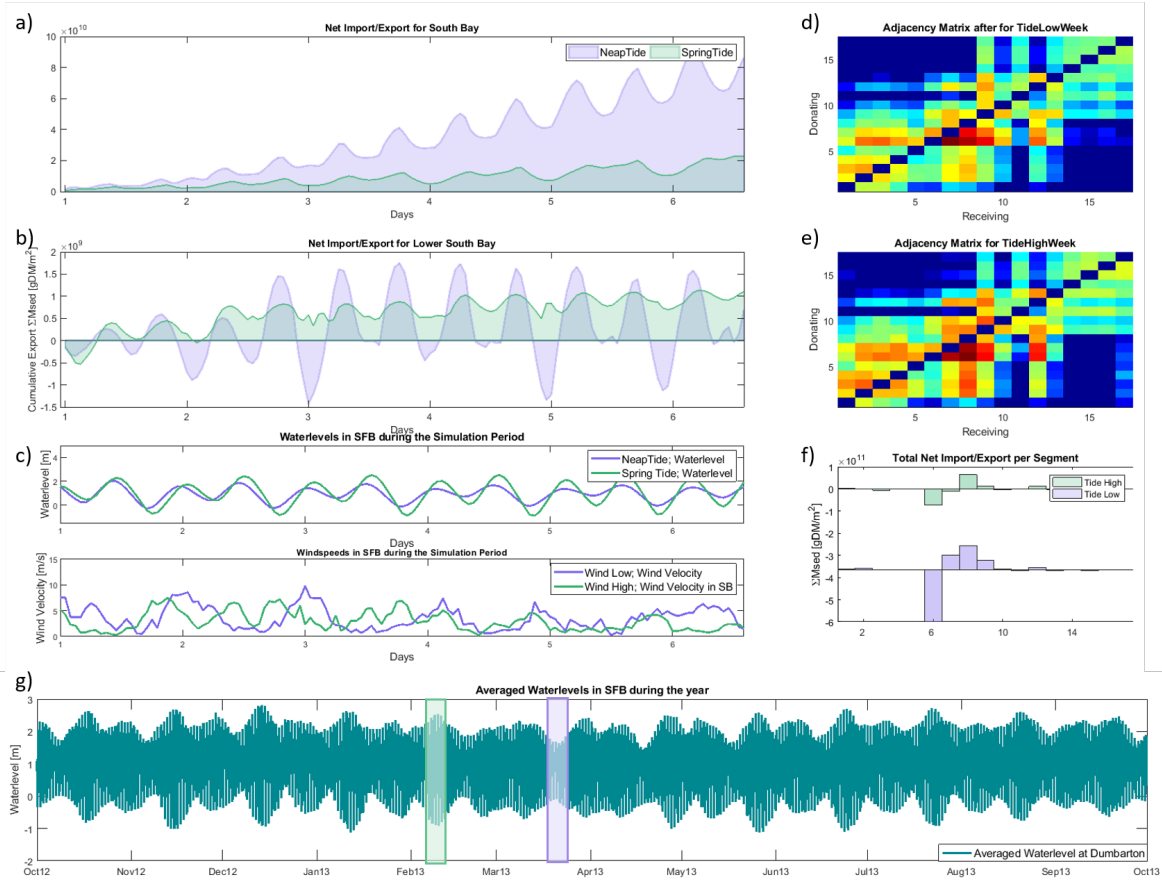 a)
Net Import/Export for South Bay
×10^10
10
8
6
4
2
0
NeapTide
SpringTide
1 2 3 4 5 6
Days
b)
Net Import/Export for Lower South Bay
×10^9
Cumulative Export ΣMsed [gDM/m²]
2
1.5
1
0.5
0
-0.5
-1
-1.5
1 2 3 4 5 6
Days
c)
Waterlevels in SFB during the Simulation Period
Waterlevel [m]
4
2
0
NeapTide; Waterlevel
Spring Tide; Waterlevel
1 2 3 4 5 6
Days
Windspeeds in SFB during the Simulation Period
Wind Velocity [m/s]
15
10
5
0
Wind Low; Wind Velocity
Wind High; Wind Velocity in SB
1 2 3 4 5 6
Days
d)
Adjacency Matrix after for TideLowWeek
Donating
15
10
5
5 10 15
Receiving
e)
Adjacency Matrix for TideHighWeek
Donating
15
10
5
5 10 15
Receiving
f)
Total Net Import/Export per Segment
×10^11
ΣMsed [gDM/m²]
1
0
-1
-3
-4
-5
-6
Tide High
Tide Low
2 6 10 14
g)
Averaged Waterlevels in SFB during the year
Waterlevel [m]
3
2
1
0
-1
-2
Averaged Waterlevel at Dumbarton
Oct12 Nov12 Dec12 Jan13 Feb13 Mar13 Apr13 May13 Jun13 Jul13 Aug13 Sep13 Oct13